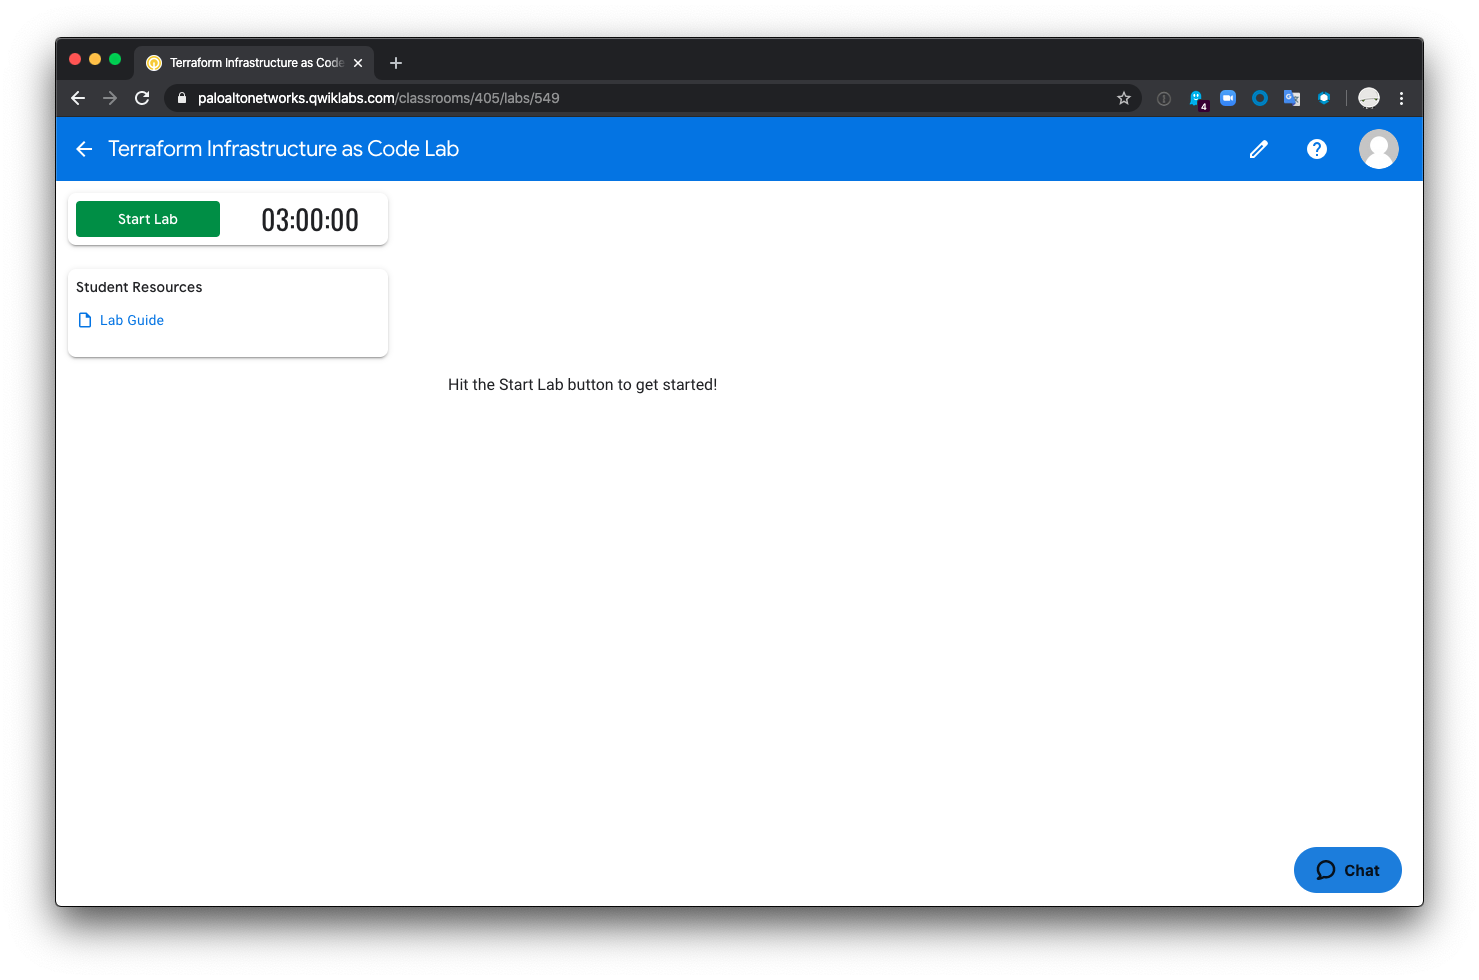 Terraform Infrastructure as Code
paloaltonetworks.qwiklabs.com/classrooms/405/labs/549
4
Terraform Infrastructure as Code Lab
Start Lab
03:00:00
Student Resources
Lab Guide
Hit the Start Lab button to get started!
Chat